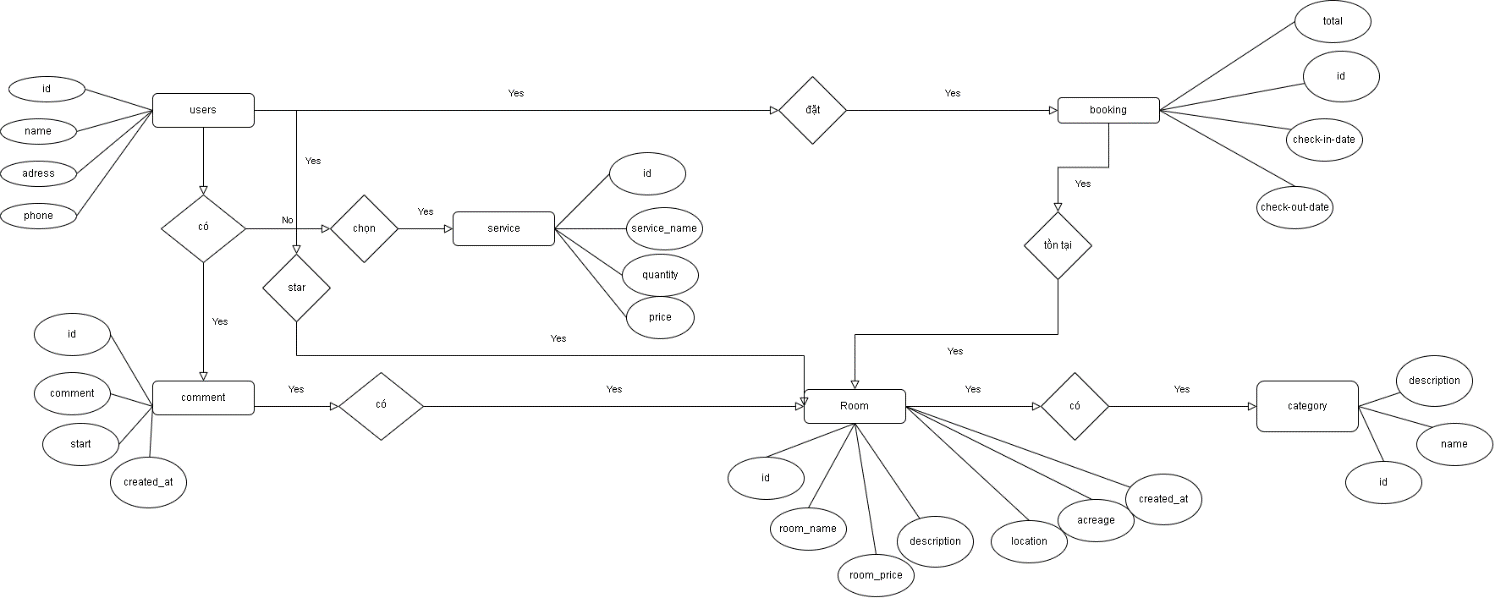 total
Yes
id
id
users
đặt
Yes
booking
name
check-in-date
adress
Yes
phone
có
No
chọn
Yes
service
id
service_name
quantity
price
Yes
check-out-date
tồn tại
star
Yes
id
comment
start
created_at
comment
Yes
có
Yes
Yes
Yes
Room
Yes
có
Yes
category
description
name
id
id
room_name
room_price
description
location
acreage
created_at